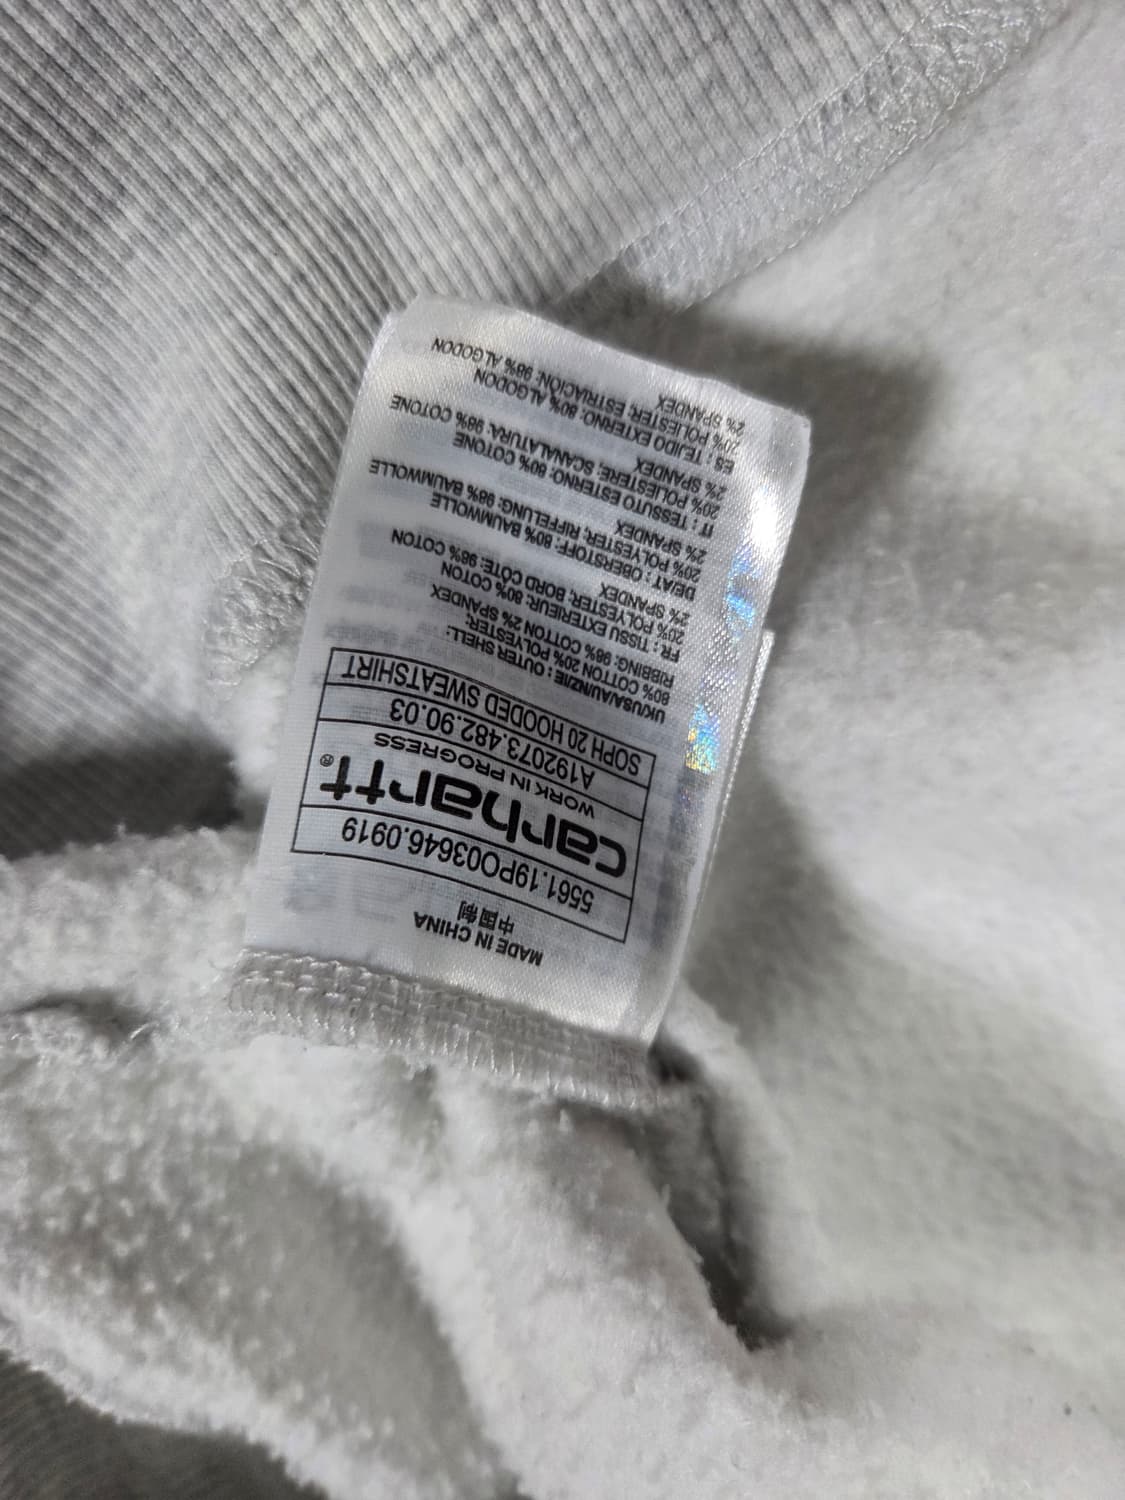 MADE IN CHINA
中国制
5561.19PO03646.0919
carhartt®
WORK IN PROGRESS
A192073.482.90.03
SOPH 20 HOODED SWEATSHIRT
UK/USA/AU/NZ/IE : OUTER SHELL:
80% COTTON 20% POLYESTER;
RIBBING: 98% COTTON 2% SPANDEX
FR : TISSU EXTERIEUR: 80% COTON
20% POLYESTER; BORD CÔTE: 98% COTON
2% SPANDEX
DE/AT : OBERSTOFF: 80% BAUMWOLLE
20% POLYESTER; RIFFELUNG: 98% BAUMWOLLE
2% SPANDEX
IT : TESSUTO ESTERNO: 80% COTONE
20% POLIESTERE; SCANALATURA: 98% COTONE
2% SPANDEX
ES : TEJIDO EXTERNO: 80% ALGODON
20% POLIESTER; ESTRIACION: 98% ALGODON
2% SPANDEX